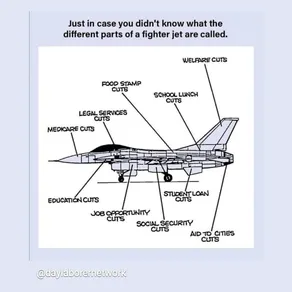 Just in case you didn't know what the
different parts of a fighter jet are called.
WELFARE CUTS
FOOD STAMP
CUTS
SCHOOL LUNCH
CUTS
LEGAL SERVICES
CUTS
MEDICARE CUTS
EDUCATION CUTS
JOB OPPORTUNITY
CUTS
SOCIAL SECURITY
CUTS
STUDENT LOAN
CUTS
AID TO CITIES
CUTS
@daylabornetwork